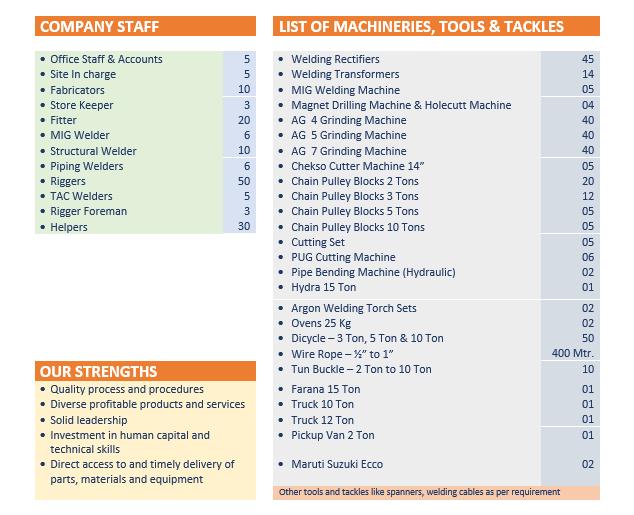 COMPANY STAFF
• Office Staff & Accounts 5
• Site In charge 5
• Fabricators 10
• Store Keeper 3
• Fitter 20
• MIG Welder 6
• Structural Welder 10
• Piping Welders 6
• Riggers 50
• TAC Welders 5
• Rigger Foreman 3
• Helpers 30
OUR STRENGTHS
• Quality process and procedures
• Diverse profitable products and services
• Solid leadership
• Investment in human capital and
technical skills
• Direct access to and timely delivery of
parts, materials and equipment
LIST OF MACHINERIES, TOOLS & TACKLES
• Welding Rectifiers 45
• Welding Transformers 14
• MIG Welding Machine 05
• Magnet Drilling Machine & Holecutt Machine 04
• AG 4 Grinding Machine 40
• AG 5 Grinding Machine 40
• AG 7 Grinding Machine 40
• Chekso Cutter Machine 14” 05
• Chain Pulley Blocks 2 Tons 20
• Chain Pulley Blocks 3 Tons 12
• Chain Pulley Blocks 5 Tons 05
• Chain Pulley Blocks 10 Tons 05
• Cutting Set 05
• PUG Cutting Machine 06
• Pipe Bending Machine (Hydraulic) 02
• Hydra 15 Ton 01
• Argon Welding Torch Sets 02
• Ovens 25 Kg 02
• Dicycle – 3 Ton, 5 Ton & 10 Ton 50
• Wire Rope – ½” to 1” 400 Mtr.
• Tun Buckle – 2 Ton to 10 Ton 10
• Farana 15 Ton 01
• Truck 10 Ton 01
• Truck 12 Ton 01
• Pickup Van 2 Ton 01
• Maruti Suzuki Ecco 02
Other tools and tackles like spanners, welding cables as per requirement